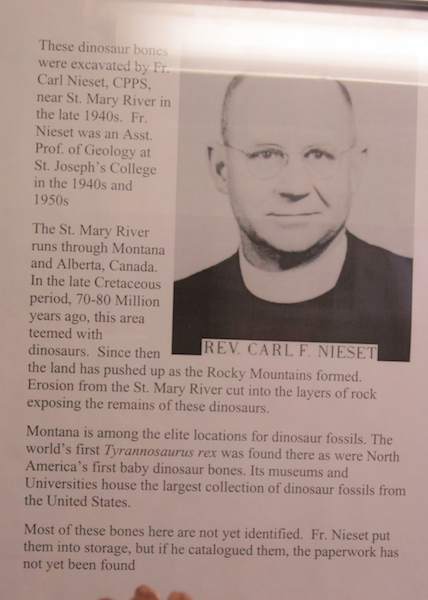 These dinosaur bones
were excavated by Fr.
Carl Nieset, CPPS,
near St. Mary River in
the late 1940s. Fr.
Nieset was an Asst.
Prof. of Geology at
St. Joseph's College
in the 1940s and
1950s
The St. Mary River
runs through Montana
and Alberta, Canada.
In the late Cretaceous
period, 70-80 Million
years ago, this area
teemed with
dinosaurs. Since then
the land has pushed up as the Rocky Mountains formed.
Erosion from the St. Mary River cut into the layers of rock
exposing the remains of these dinosaurs.
REV. CARL F. NIESET
Montana is among the elite locations for dinosaur fossils. The
world's first Tyrannosaurus rex was found there as were North
America's first baby dinosaur bones. Its museums and
Universities house the largest collection of dinosaur fossils from
the United States.
Most of these bones here are not yet identified. Fr. Nieset put
them into storage, but if he catalogued them, the paperwork has
not yet been found